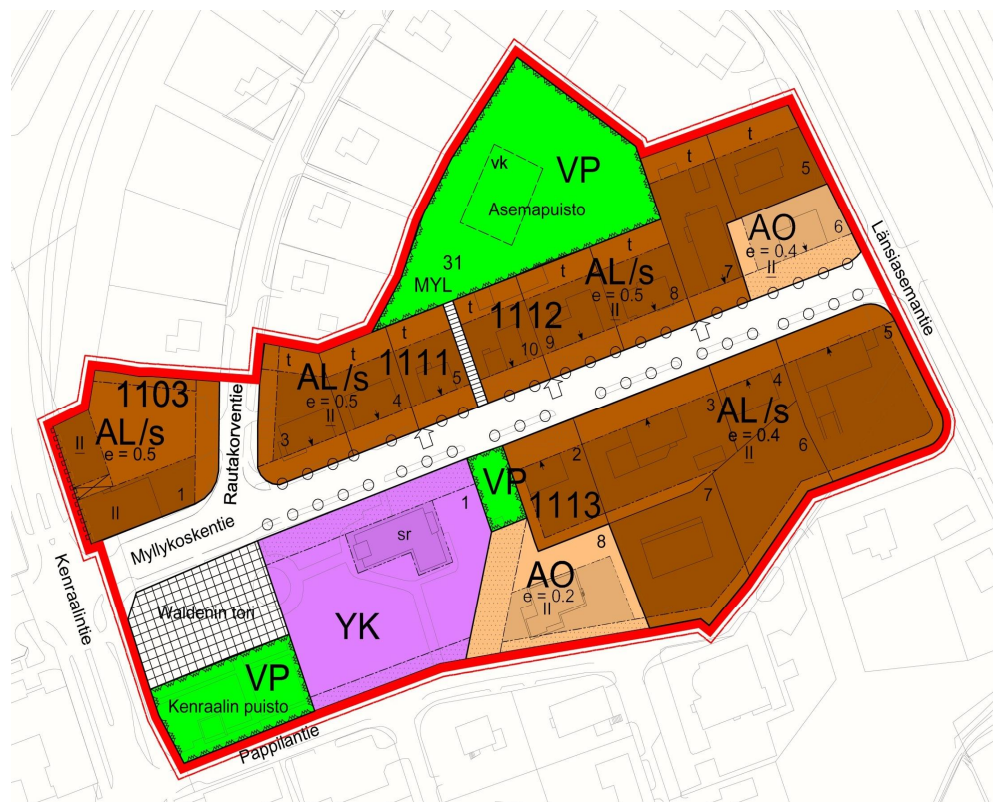 vk
VP
Asemapuisto
31
MYL
t
t
t
5
AO
e = 0.4
II
6
Länsiasemantie
t
t
t
AL/s
e = 0.5
II
7
8
1112
9
10
t
t
t
1111
AL/s
e = 0.5
II
5
4
3
1103
AL/s
e = 0.5
II
II
1
Rautakorventie
Myllykoskentie
Kenraalintie
5
4
3
AL/s
e = 0.4
II
6
7
2
1113
VP
1
8
AO
e = 0.2
II
sr
YK
Waldenin tori
VP
Kenraalin puisto
Pappilantie